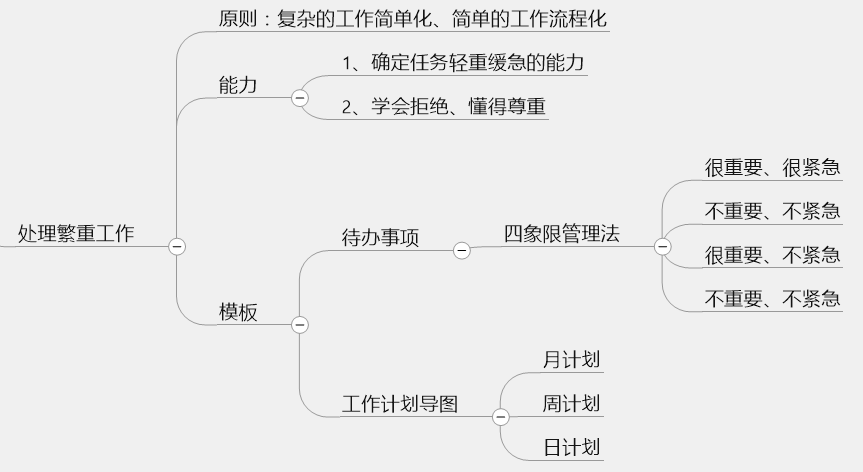 原则：复杂的工作简单化、简单的工作流程化
1、确定任务轻重缓急的能力
能力
2、学会拒绝、懂得尊重
很重要、很紧急
不重要、不紧急
处理繁重工作
待办事项
四象限管理法
很重要、不紧急
不重要、不紧急
模板
月计划
工作计划导图
周计划
日计划